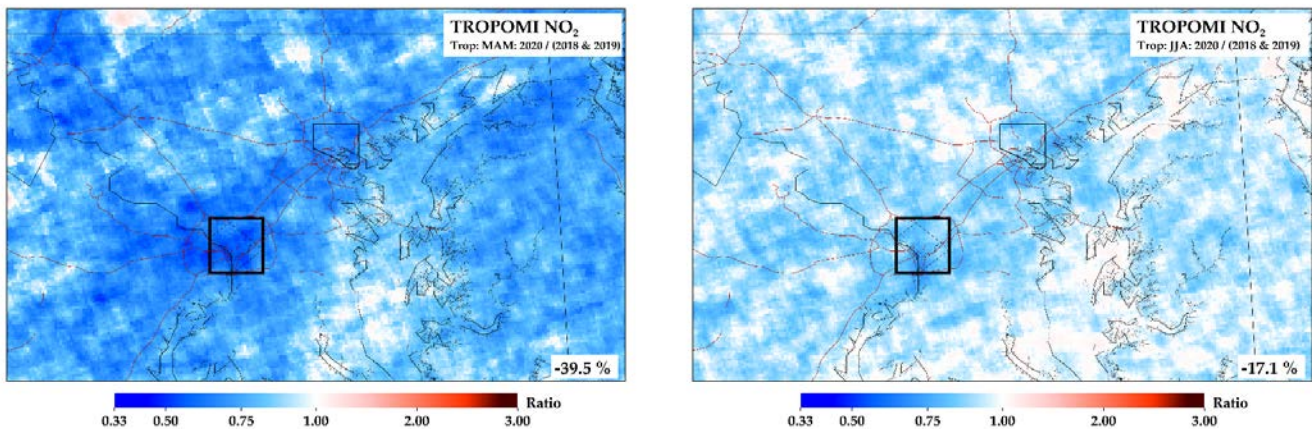 TROPOMI NO₂
Trop: MAM: 2020 / (2018 & 2019)
-39.5 %
0.33 0.50 0.75 1.00 2.00 3.00 Ratio
TROPOMI NO₂
Trop: JJA: 2020 / (2018 & 2019)
-17.1 %
0.33 0.50 0.75 1.00 2.00 3.00 Ratio